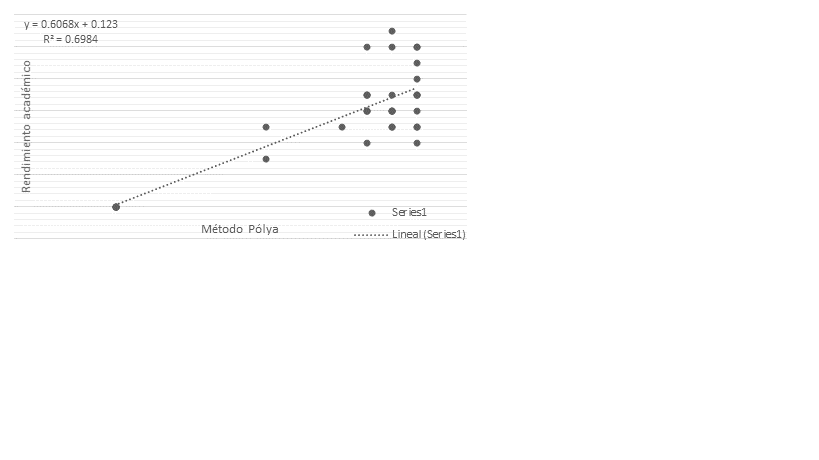 y = 0.6068x + 0.123
R² = 0.6984
Rendimiento académico
Método Pólya
Series1
Lineal (Series1)